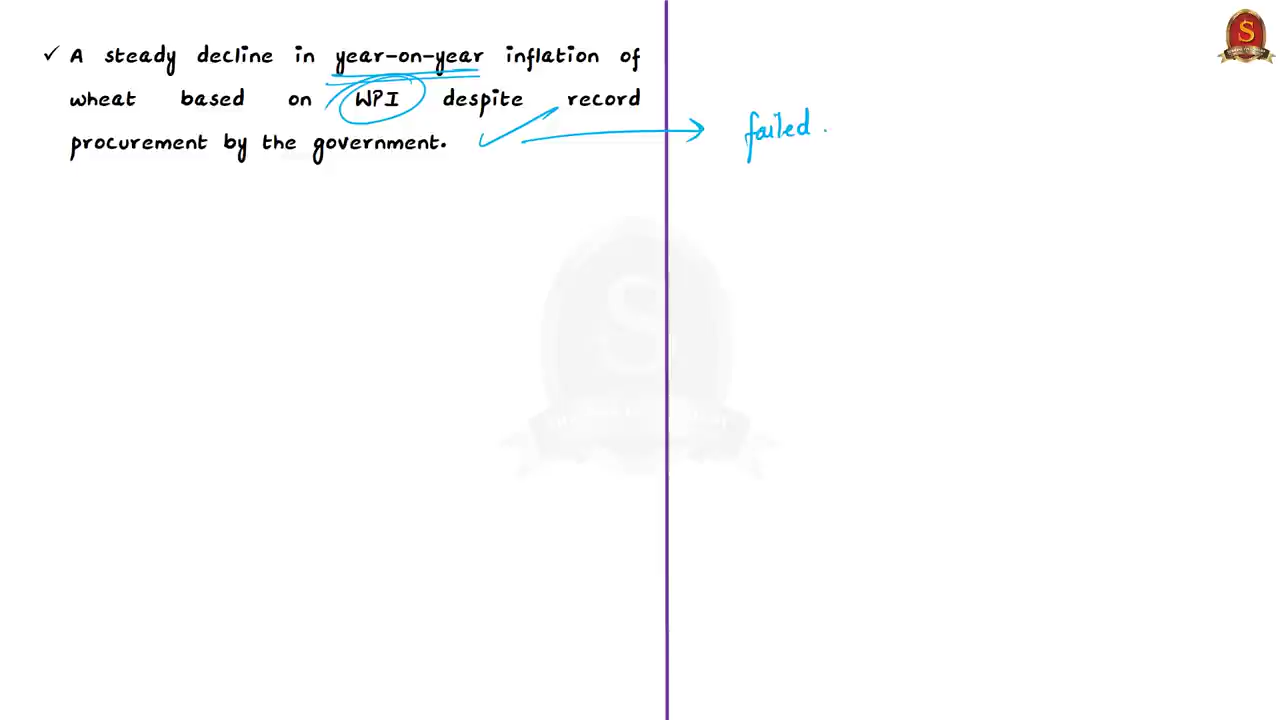 ✓ A steady decline in year-on-year inflation of
wheat based on WPI despite record
procurement by the government.
failed.
S